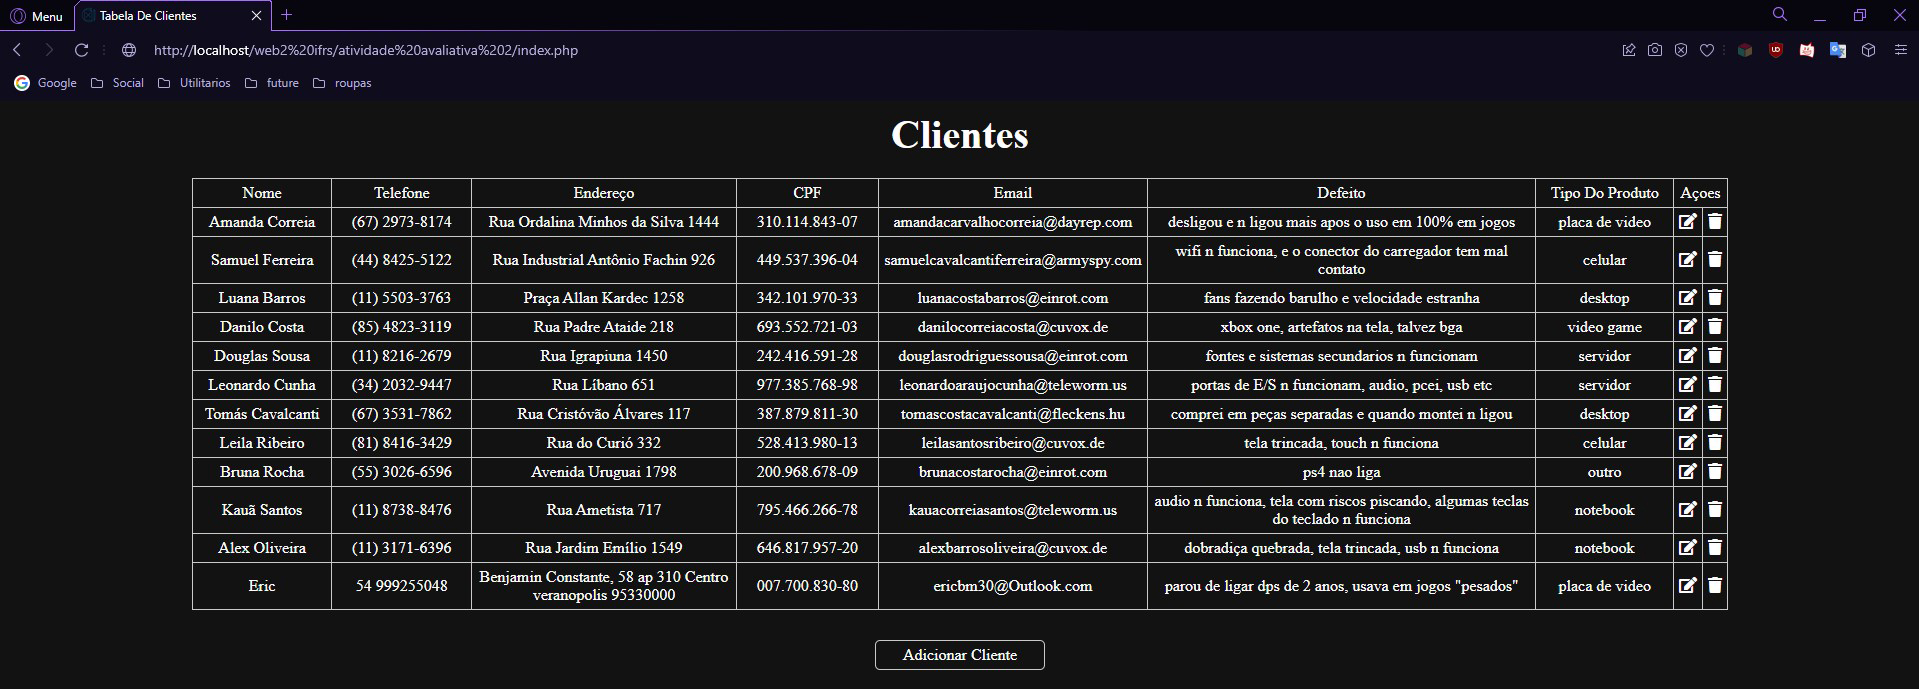 Menu
Tabela De Clientes
http://localhost/web2%20ifrs/atividade%20avaliativa%202/index.php
Google Social Utilitarios future roupas
Clientes
Nome Telefone Endereço CPF Email Defeito Tipo Do Produto Açoes
Amanda Correia (67) 2973-8174 Rua Ordalina Minhos da Silva 1444 310.114.843-07 amandacarvalhocorreia@dayrep.com desligou e n ligou mais apos o uso em 100% em jogos placa de video
Samuel Ferreira (44) 8425-5122 Rua Industrial Antônio Fachin 926 449.537.396-04 samuelcavalcantiferreira@armyspy.com wifi n funciona, e o conector do carregador tem mal
contato celular
Luana Barros (11) 5503-3763 Praça Allan Kardec 1258 342.101.970-33 luanacostabarros@einrot.com fans fazendo barulho e velocidade estranha desktop
Danilo Costa (85) 4823-3119 Rua Padre Ataide 218 693.552.721-03 danilocorreiacosta@cuvox.de xbox one, artefatos na tela, talvez bga video game
Douglas Sousa (11) 8216-2679 Rua Igrapiuna 1450 242.416.591-28 douglasrodriguessousa@einrot.com fontes e sistemas secundarios n funcionam servidor
Leonardo Cunha (34) 2032-9447 Rua Líbano 651 977.385.768-98 leonardoaraujocunha@teleworm.us portas de E/S n funcionam, audio, pcei, usb etc servidor
Tomás Cavalcanti (67) 3531-7862 Rua Cristóvão Álvares 117 387.879.811-30 tomascostacavalcanti@fleckens.hu comprei em peças separadas e quando montei n ligou desktop
Leila Ribeiro (81) 8416-3429 Rua do Curió 332 528.413.980-13 leilasantosribeiro@cuvox.de tela trincada, touch n funciona celular
Bruna Rocha (55) 3026-6596 Avenida Uruguai 1798 200.968.678-09 brunacostarocha@einrot.com ps4 nao liga outro
Kauã Santos (11) 8738-8476 Rua Ametista 717 795.466.266-78 kauacorreiasantos@teleworm.us audio n funciona, tela com riscos piscando, algumas teclas
do teclado n funciona notebook
Alex Oliveira (11) 3171-6396 Rua Jardim Emílio 1549 646.817.957-20 alexbarrosoliveira@cuvox.de dobradiça quebrada, tela trincada, usb n funciona notebook
Eric 54 999255048 Benjamin Constante, 58 ap 310 Centro
veranopolis 95330000 007.700.830-80 ericbm30@Outlook.com parou de ligar dps de 2 anos, usava em jogos "pesados" placa de video
Adicionar Cliente